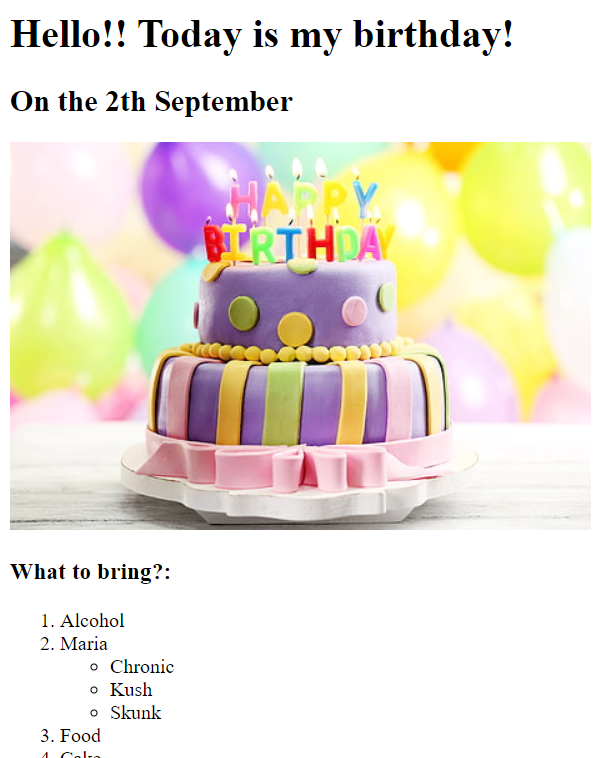 Hello!! Today is my birthday!
On the 2th September
HAPPY
BIRTHDAY
What to bring?:
1. Alcohol
2. Maria
Chronic
Kush
Skunk
3. Food
4. Cake